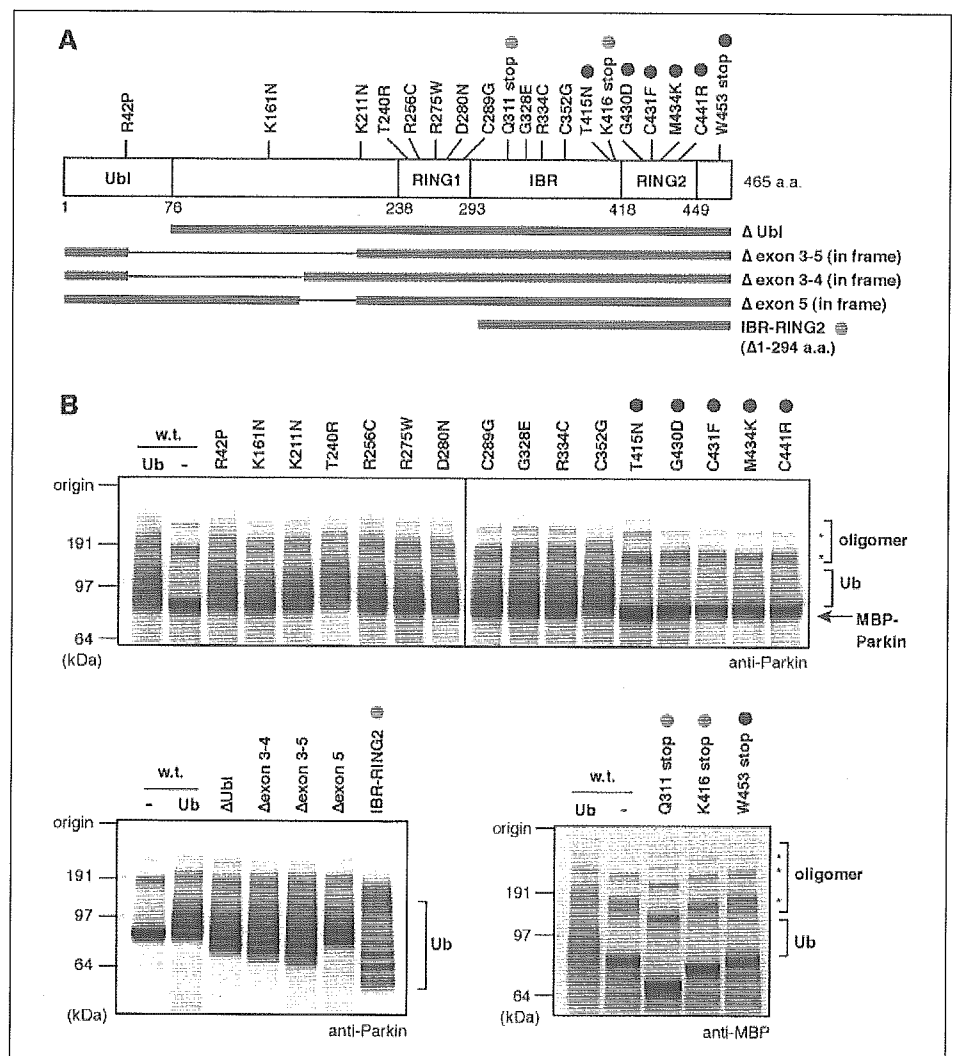 A
R42P
K161N
K211N
T240R
R256C
R275W
D280N
C289G
Q311 stop
G328E
R334C
C352G
T415N
K416 stop
G430D
C431F
M434K
C441R
W453 stop
Ubl RING1 IBR RING2 465 a.a.
1 76 238 293 418 449
Δ Ubl
Δ exon 3-5 (in frame)
Δ exon 3-4 (in frame)
Δ exon 5 (in frame)
IBR-RING2
(Δ1-294 a.a.)
B
w.t.
Ub - R42P K161N K211N T240R R256C R275W D280N C289G G328E R334C C352G T415N G430D C431F M434K C441R
origin
191
97
64
(kDa)
* oligomer
*
Ub
MBP-
Parkin
anti-Parkin
w.t.
- Ub ΔUbl Δexon 3-4 Δexon 3-5 Δexon 5 IBR-RING2
origin
191
97
64
(kDa)
Ub
anti-Parkin
w.t.
Ub - Q311 stop K416 stop W453 stop
origin
191
97
64
(kDa)
*
* oligomer
*
Ub
anti-MBP